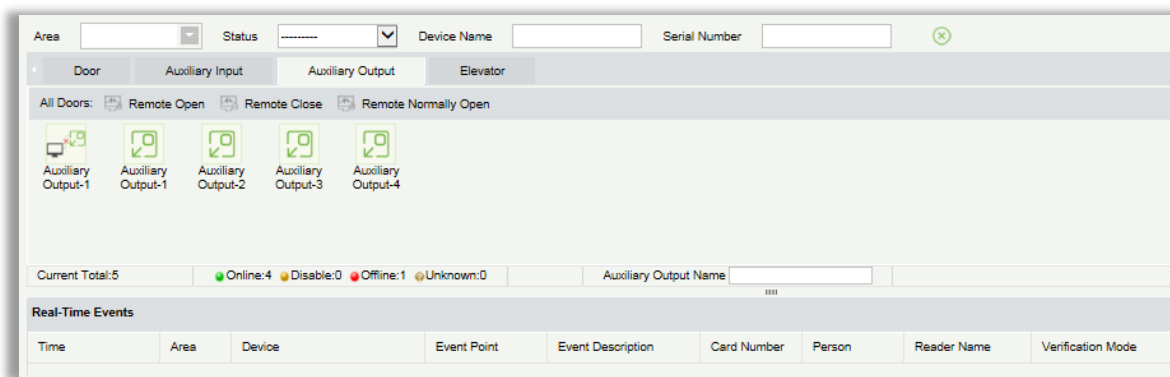 Area Status --------- Device Name Serial Number
Door Auxiliary Input Auxiliary Output Elevator
All Doors: Remote Open Remote Close Remote Normally Open
Auxiliary Auxiliary Auxiliary Auxiliary Auxiliary
Output-1 Output-1 Output-2 Output-3 Output-4
Current Total:5 Online:4 Disable:0 Offline:1 Unknown:0 Auxiliary Output Name
Real-Time Events
Time Area Device Event Point Event Description Card Number Person Reader Name Verification Mode